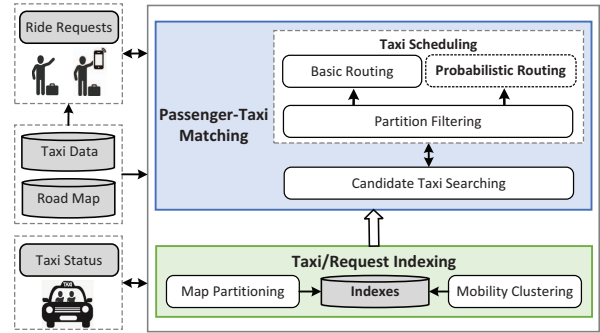 Ride Requests
Taxi Data
Road Map
Taxi Status
TAXI
Passenger-Taxi
Matching
Taxi Scheduling
Basic Routing
Probabilistic Routing
Partition Filtering
Candidate Taxi Searching
Taxi/Request Indexing
Map Partitioning
Indexes
Mobility Clustering